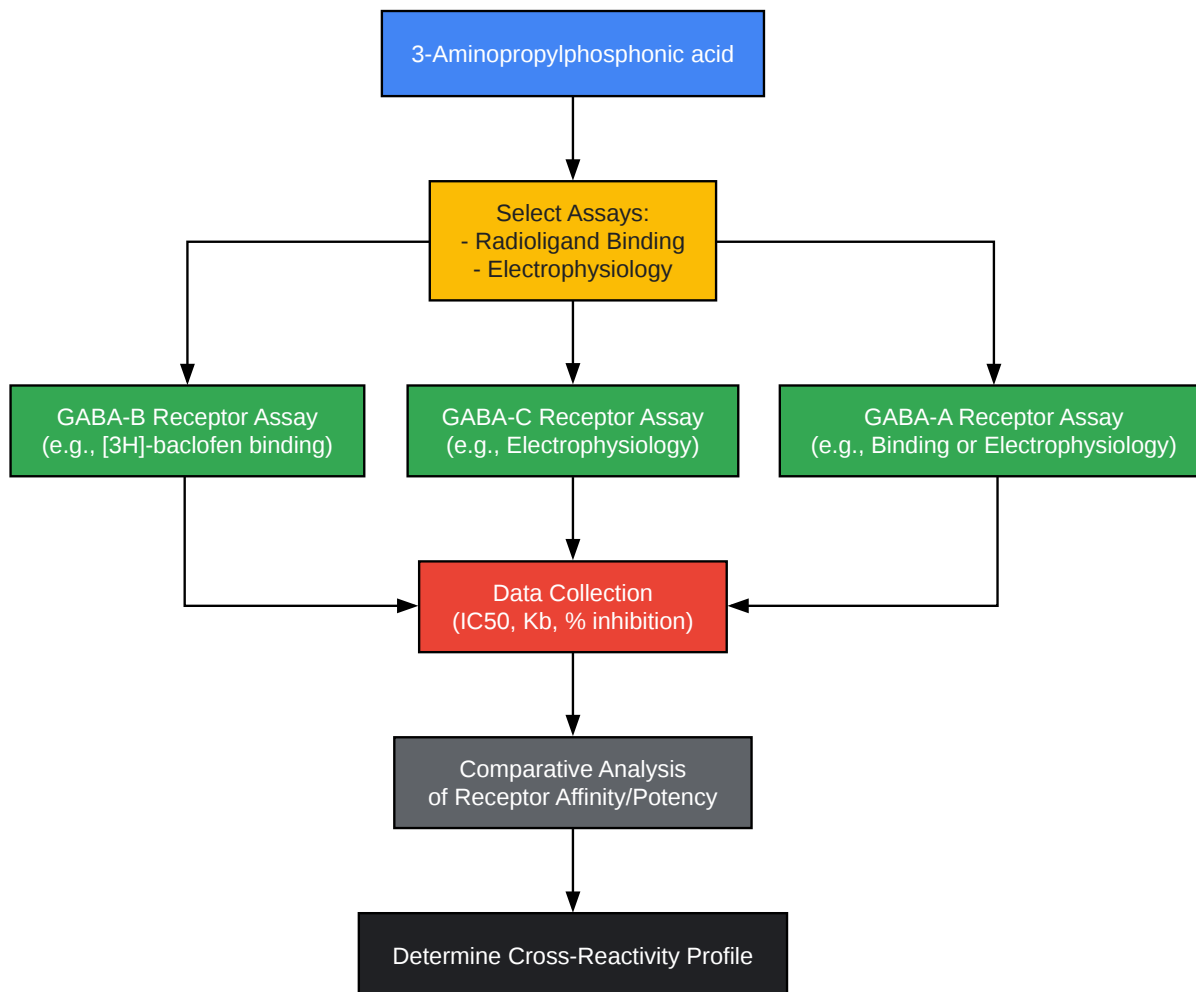 3-Aminopropylphosphonic acid
Select Assays:
- Radioligand Binding
- Electrophysiology
GABA-B Receptor Assay
(e.g., [3H]-baclofen binding)
GABA-C Receptor Assay
(e.g., Electrophysiology)
GABA-A Receptor Assay
(e.g., Binding or Electrophysiology)
Data Collection
(IC50, Kb, % inhibition)
Comparative Analysis
of Receptor Affinity/Potency
Determine Cross-Reactivity Profile